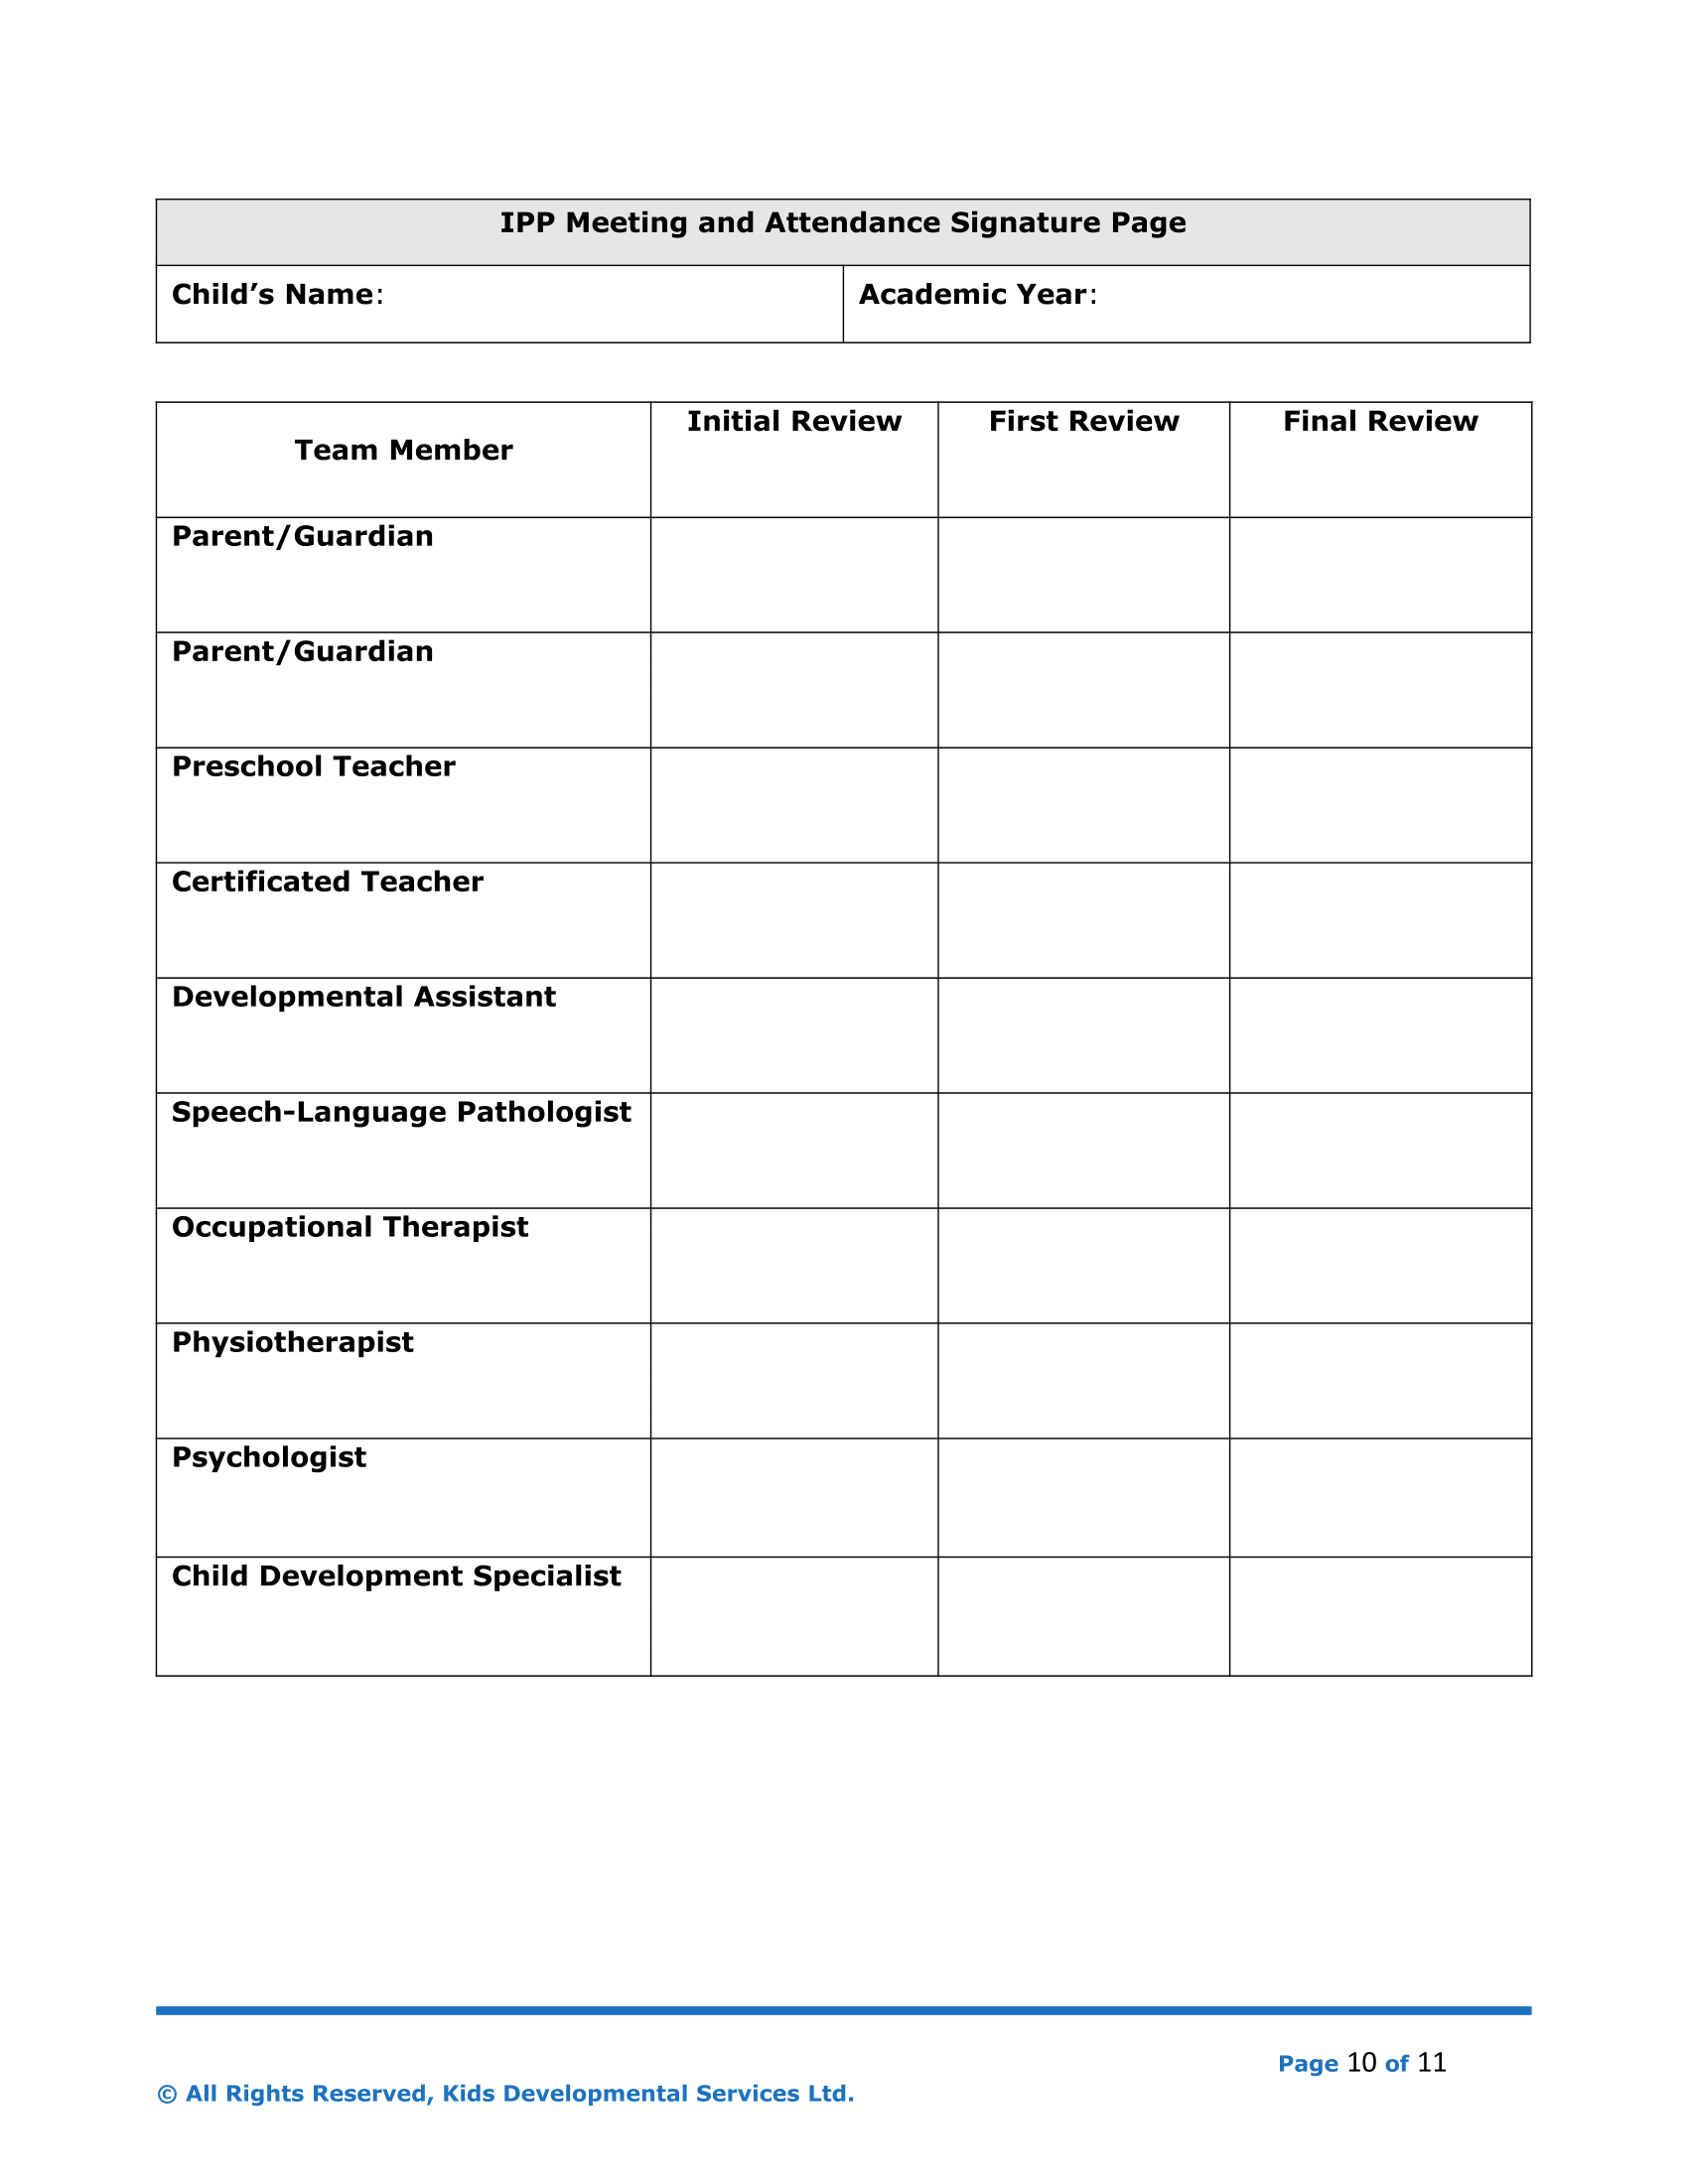 IPP Meeting and Attendance Signature Page
Child’s Name: Academic Year:
Team Member Initial Review First Review Final Review
Parent/Guardian
Parent/Guardian
Preschool Teacher
Certificated Teacher
Developmental Assistant
Speech-Language Pathologist
Occupational Therapist
Physiotherapist
Psychologist
Child Development Specialist
Page 10 of 11
© All Rights Reserved, Kids Developmental Services Ltd.